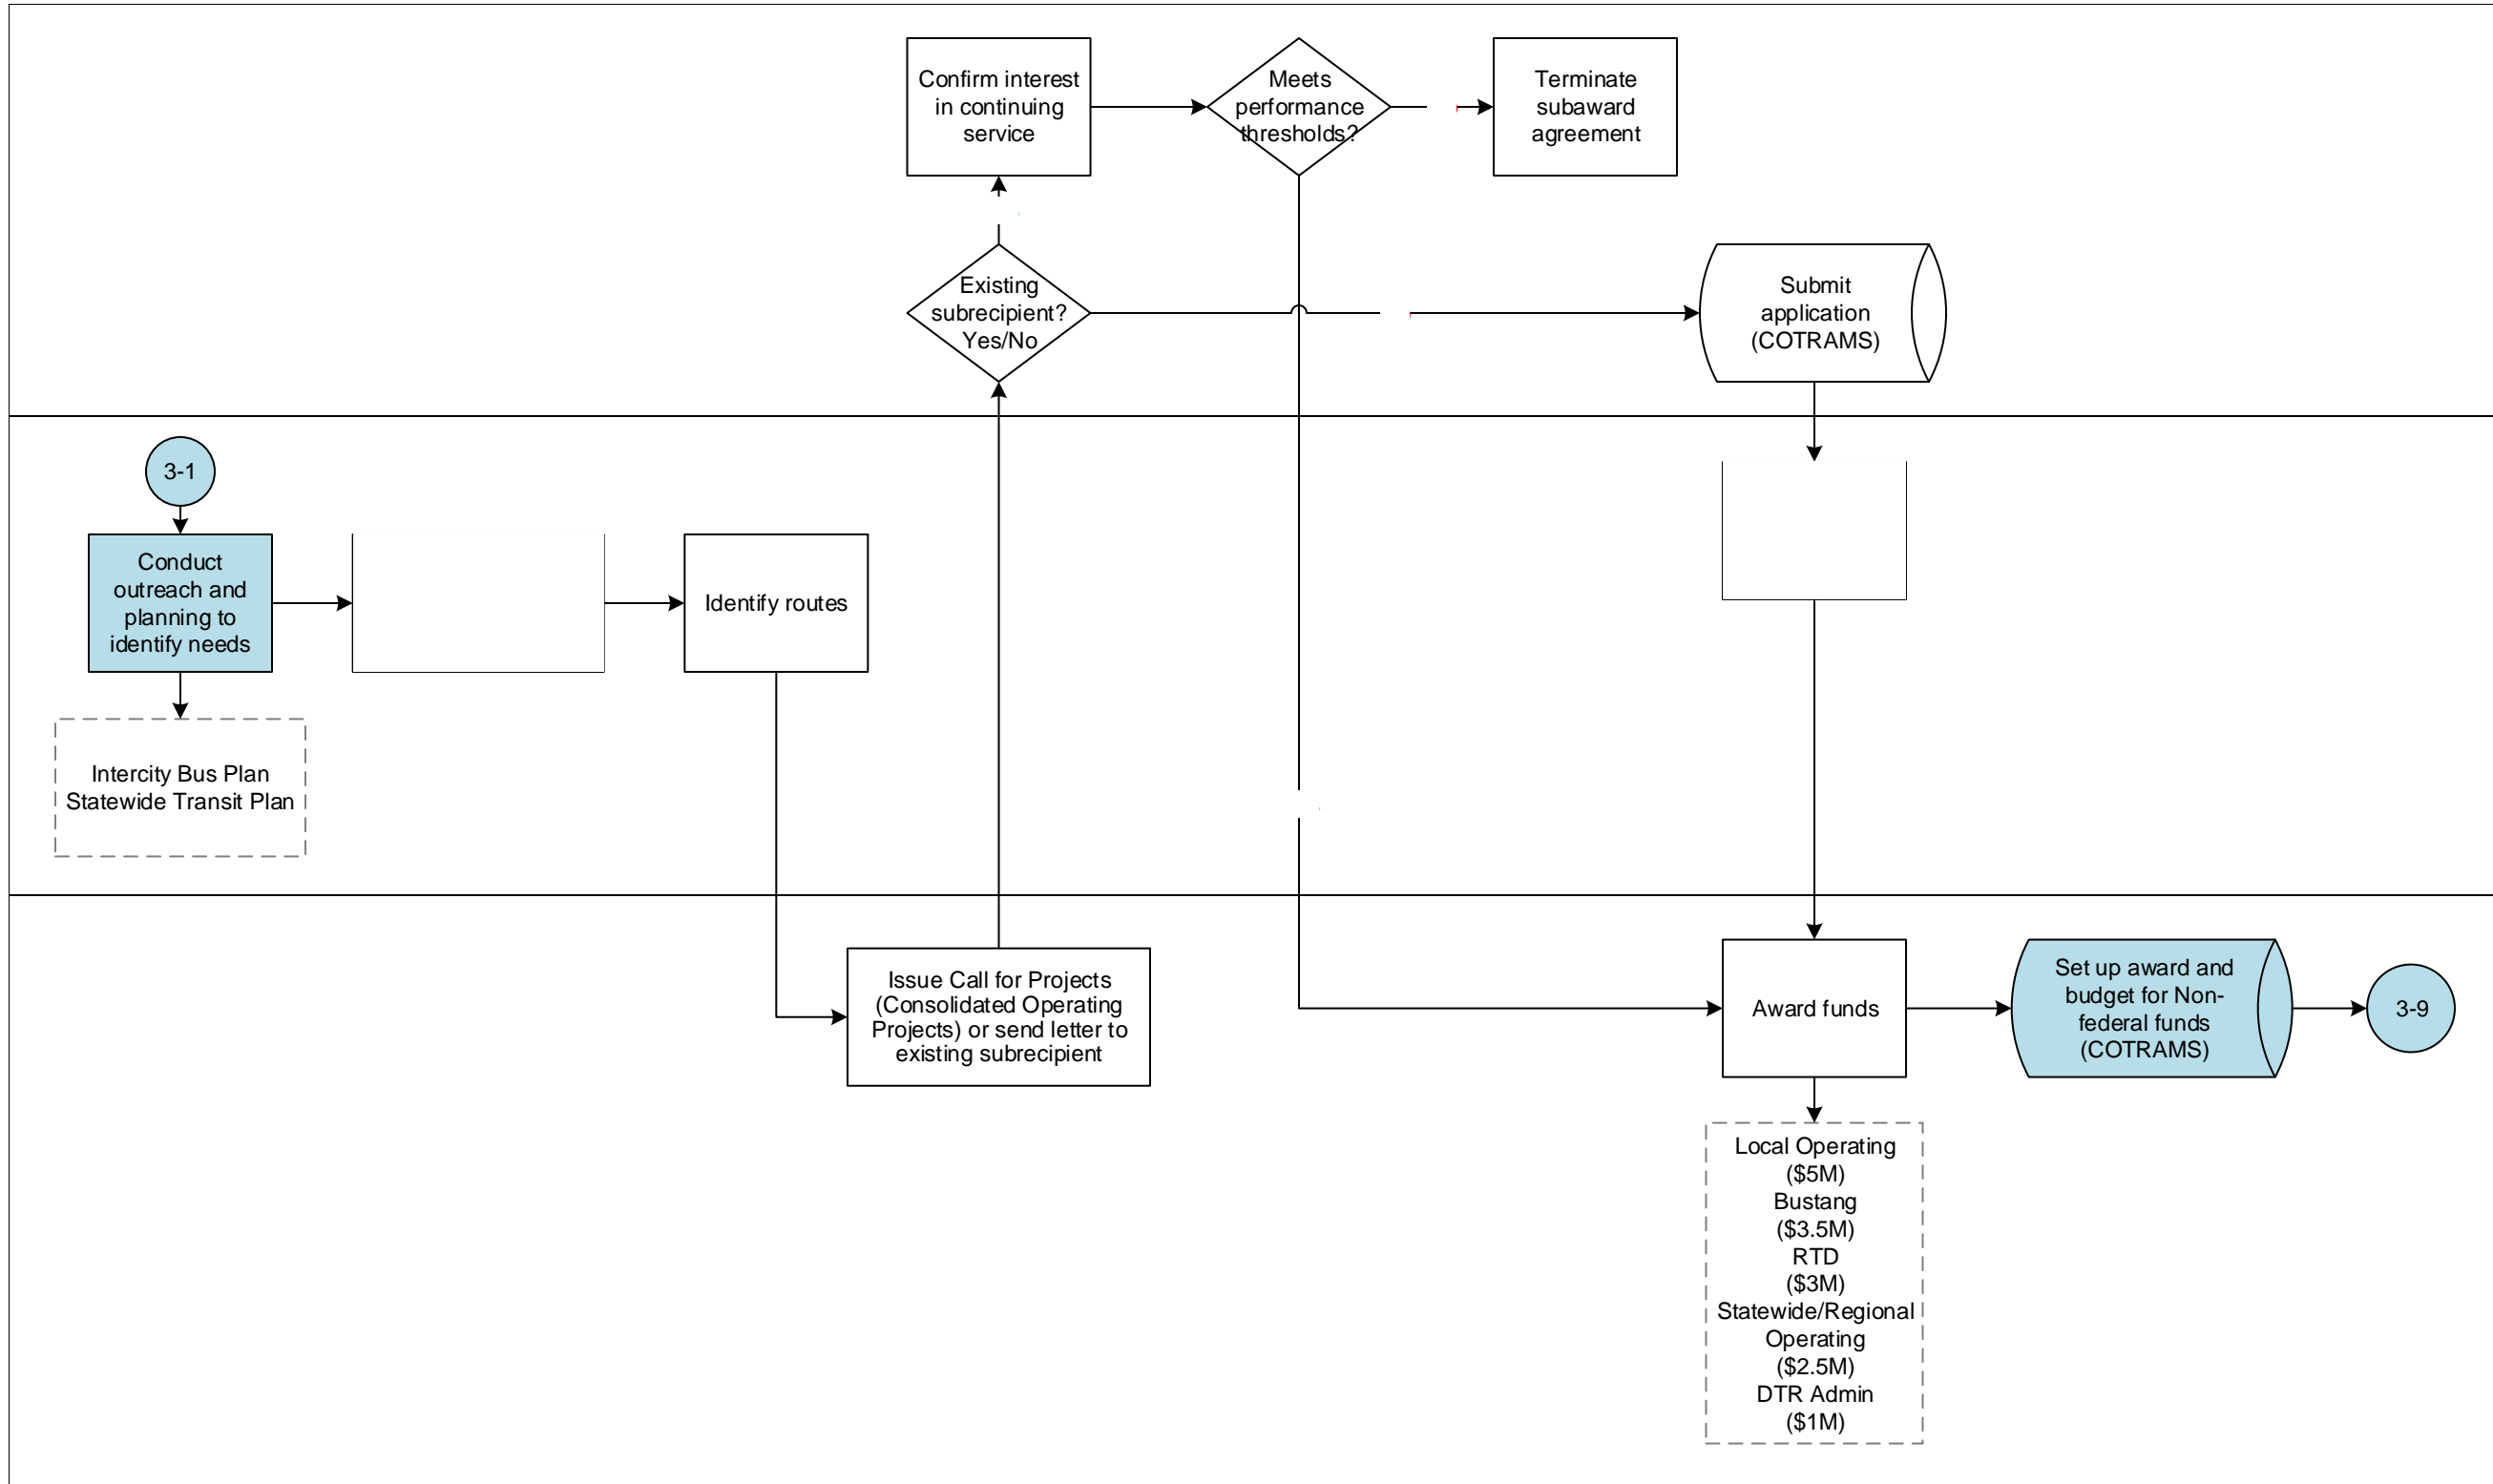 Confirm interest
in continuing
service
Meets
performance
thresholds?
Terminate
subaward
agreement
Existing
subrecipient?
Yes/No
Submit
application
(COTRAMS)
3-1
Conduct
outreach and
planning to
identify needs
Identify routes
Intercity Bus Plan
Statewide Transit Plan
Issue Call for Projects
(Consolidated Operating
Projects) or send letter to
existing subrecipient
Award funds
Set up award and
budget for Non-
federal funds
(COTRAMS)
3-9
Local Operating
($5M)
Bustang
($3.5M)
RTD
($3M)
Statewide/Regional
Operating
($2.5M)
DTR Admin
($1M)